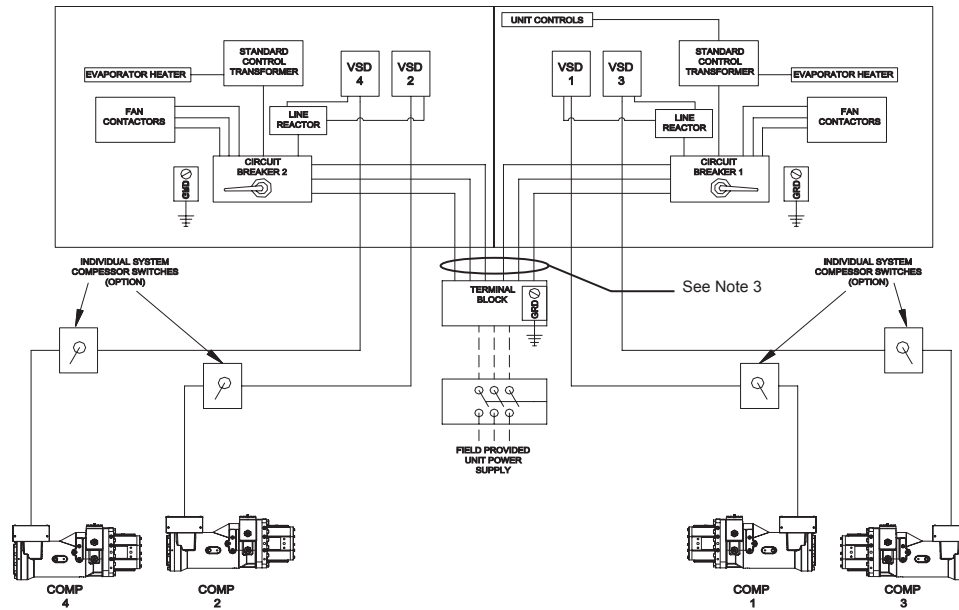 UNIT CONTROLS
STANDARD
CONTROL
TRANSFORMER
VSD
4
VSD
2
EVAPORATOR HEATER
FAN
CONTACTORS
LINE
REACTOR
CIRCUIT
BREAKER 2
GRD
VSD
1
VSD
3
STANDARD
CONTROL
TRANSFORMER
EVAPORATOR HEATER
LINE
REACTOR
FAN
CONTACTORS
CIRCUIT
BREAKER 1
GRD
INDIVIDUAL SYSTEM
COMPESSOR SWITCHES
(OPTION)
TERMINAL
BLOCK
GRD
See Note 3
INDIVIDUAL SYSTEM
COMPESSOR SWITCHES
(OPTION)
FIELD PROVIDED
UNIT POWER
SUPPLY
COMP
4
COMP
2
COMP
1
COMP
3